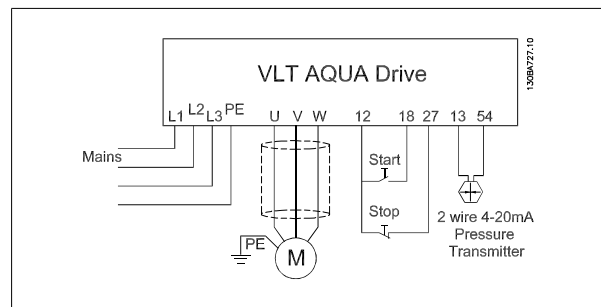 VLT AQUA Drive
130BA727.10
L1 L2 L3 PE U V W 12 18 27 13 54
Mains
Start
Stop
2 wire 4-20mA
Pressure
Transmitter
PE
M